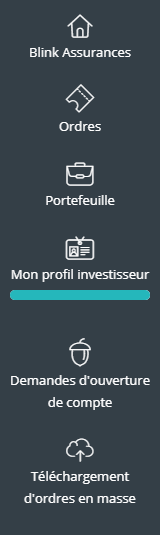 Blink Assurances
Ordres
Portefeuille
Mon profil investisseur
Demandes d'ouverture
de compte
Téléchargement
d'ordres en masse